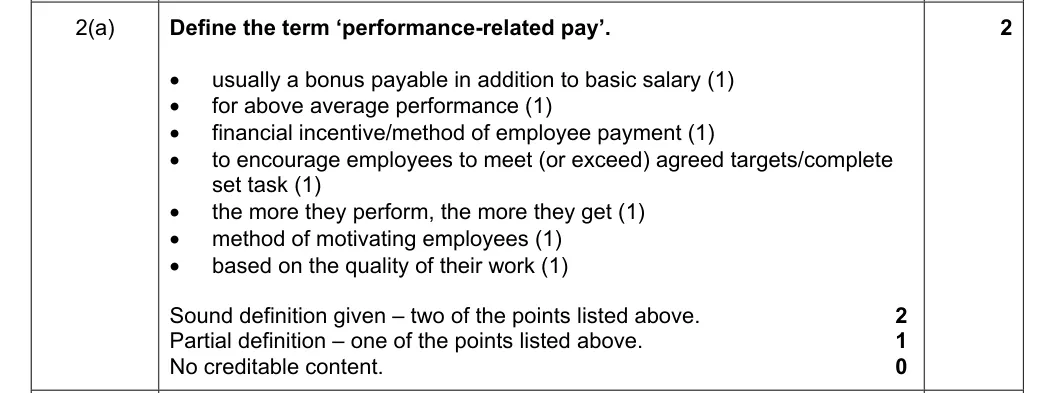 2(a) Define the term ‘performance-related pay’. 2
• usually a bonus payable in addition to basic salary (1)
• for above average performance (1)
• financial incentive/method of employee payment (1)
• to encourage employees to meet (or exceed) agreed targets/complete
set task (1)
• the more they perform, the more they get (1)
• method of motivating employees (1)
• based on the quality of their work (1)
Sound definition given – two of the points listed above. 2
Partial definition – one of the points listed above. 1
No creditable content. 0